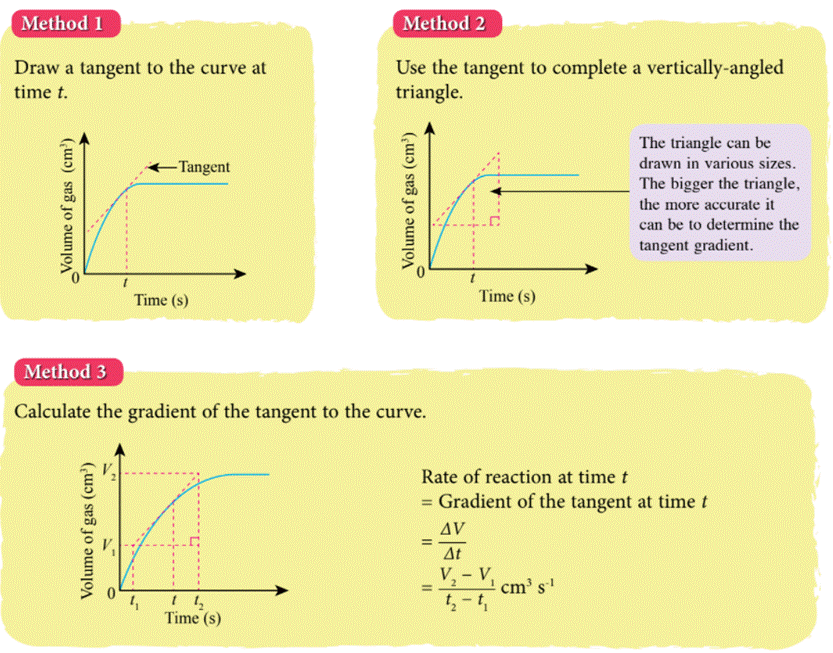 Method 1
Draw a tangent to the curve at
time t.
Volume of gas (cm³)
Tangent
0
t
Time (s)
Method 2
Use the tangent to complete a vertically-angled
triangle.
Volume of gas (cm³)
0
t
Time (s)
The triangle can be
drawn in various sizes.
The bigger the triangle,
the more accurate it
can be to determine the
tangent gradient.
Method 3
Calculate the gradient of the tangent to the curve.
Volume of gas (cm³)
V₂
V₁
0
t₁ t t₂
Time (s)
Rate of reaction at time t
= Gradient of the tangent at time t
= ΔV
Δt
= V₂ – V₁ cm³ s⁻¹
t₂ – t₁